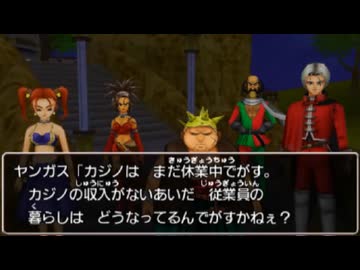 ヤンガス「カジノは　まだ休業中でがす。
カジノの収入がないあいだ　従業員の
暮らしは　どうなってるんでがすかねぇ？